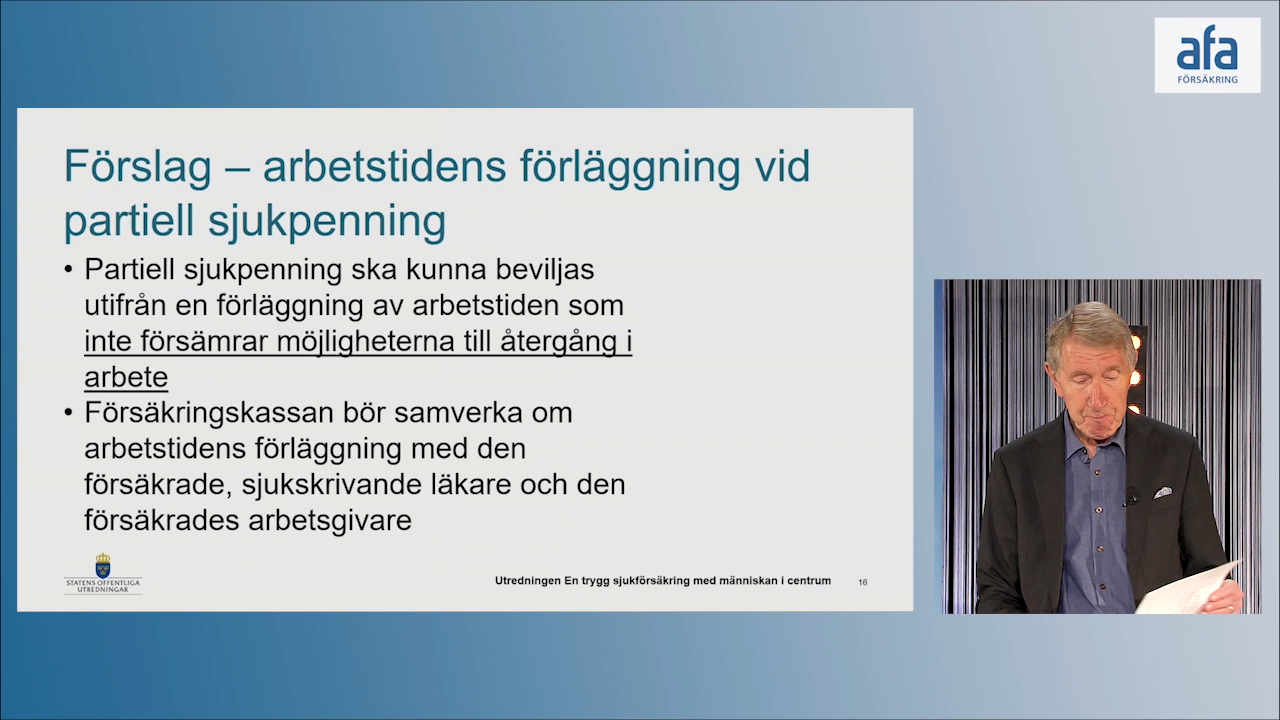 afa
FÖRSÄKRING
Förslag – arbetstidens förläggning vid
partiell sjukpenning
• Partiell sjukpenning ska kunna beviljas
utifrån en förläggning av arbetstiden som
inte försämrar möjligheterna till återgång i
arbete
• Försäkringskassan bör samverka om
arbetstidens förläggning med den
försäkrade, sjukskrivande läkare och den
försäkrades arbetsgivare
STATENS OFFENTLIGA
UTREDNINGAR
Utredningen En trygg sjukförsäkring med människan i centrum
16